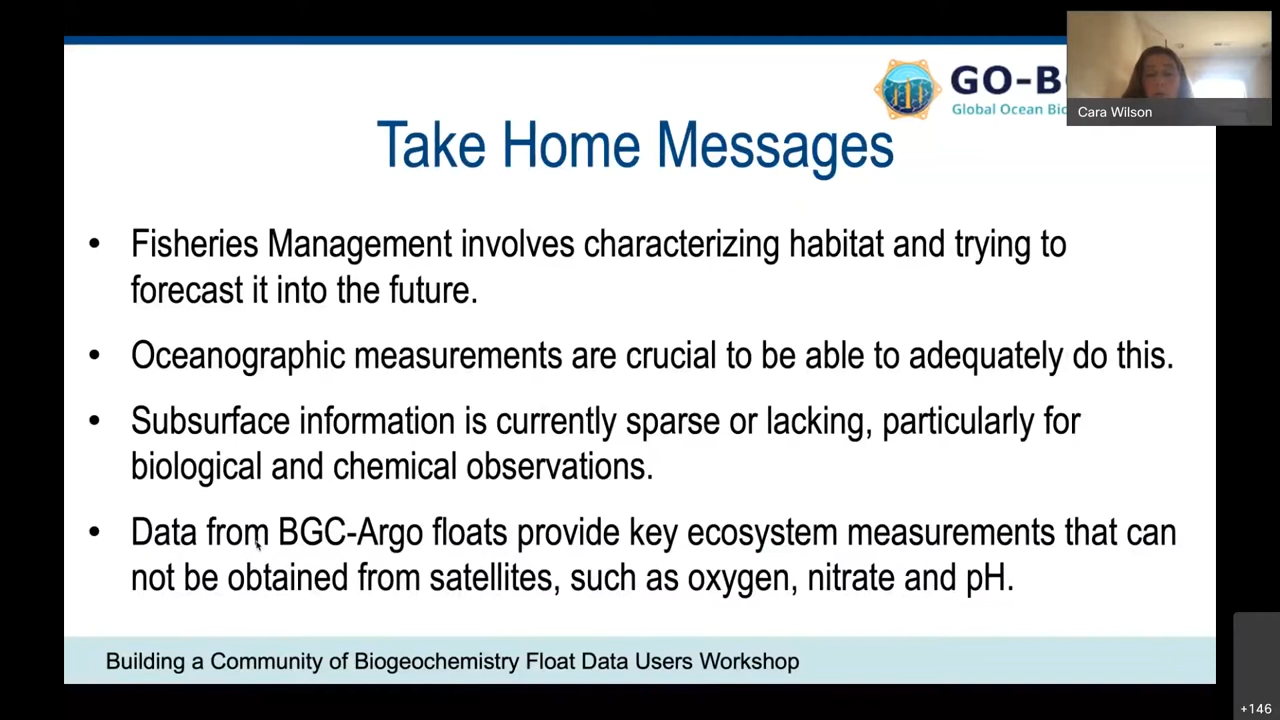 GO-B
Global Ocean Bio
Cara Wilson
Take Home Messages
• Fisheries Management involves characterizing habitat and trying to
forecast it into the future.
• Oceanographic measurements are crucial to be able to adequately do this.
• Subsurface information is currently sparse or lacking, particularly for
biological and chemical observations.
• Data from BGC-Argo floats provide key ecosystem measurements that can
not be obtained from satellites, such as oxygen, nitrate and pH.
Building a Community of Biogeochemistry Float Data Users Workshop
+146